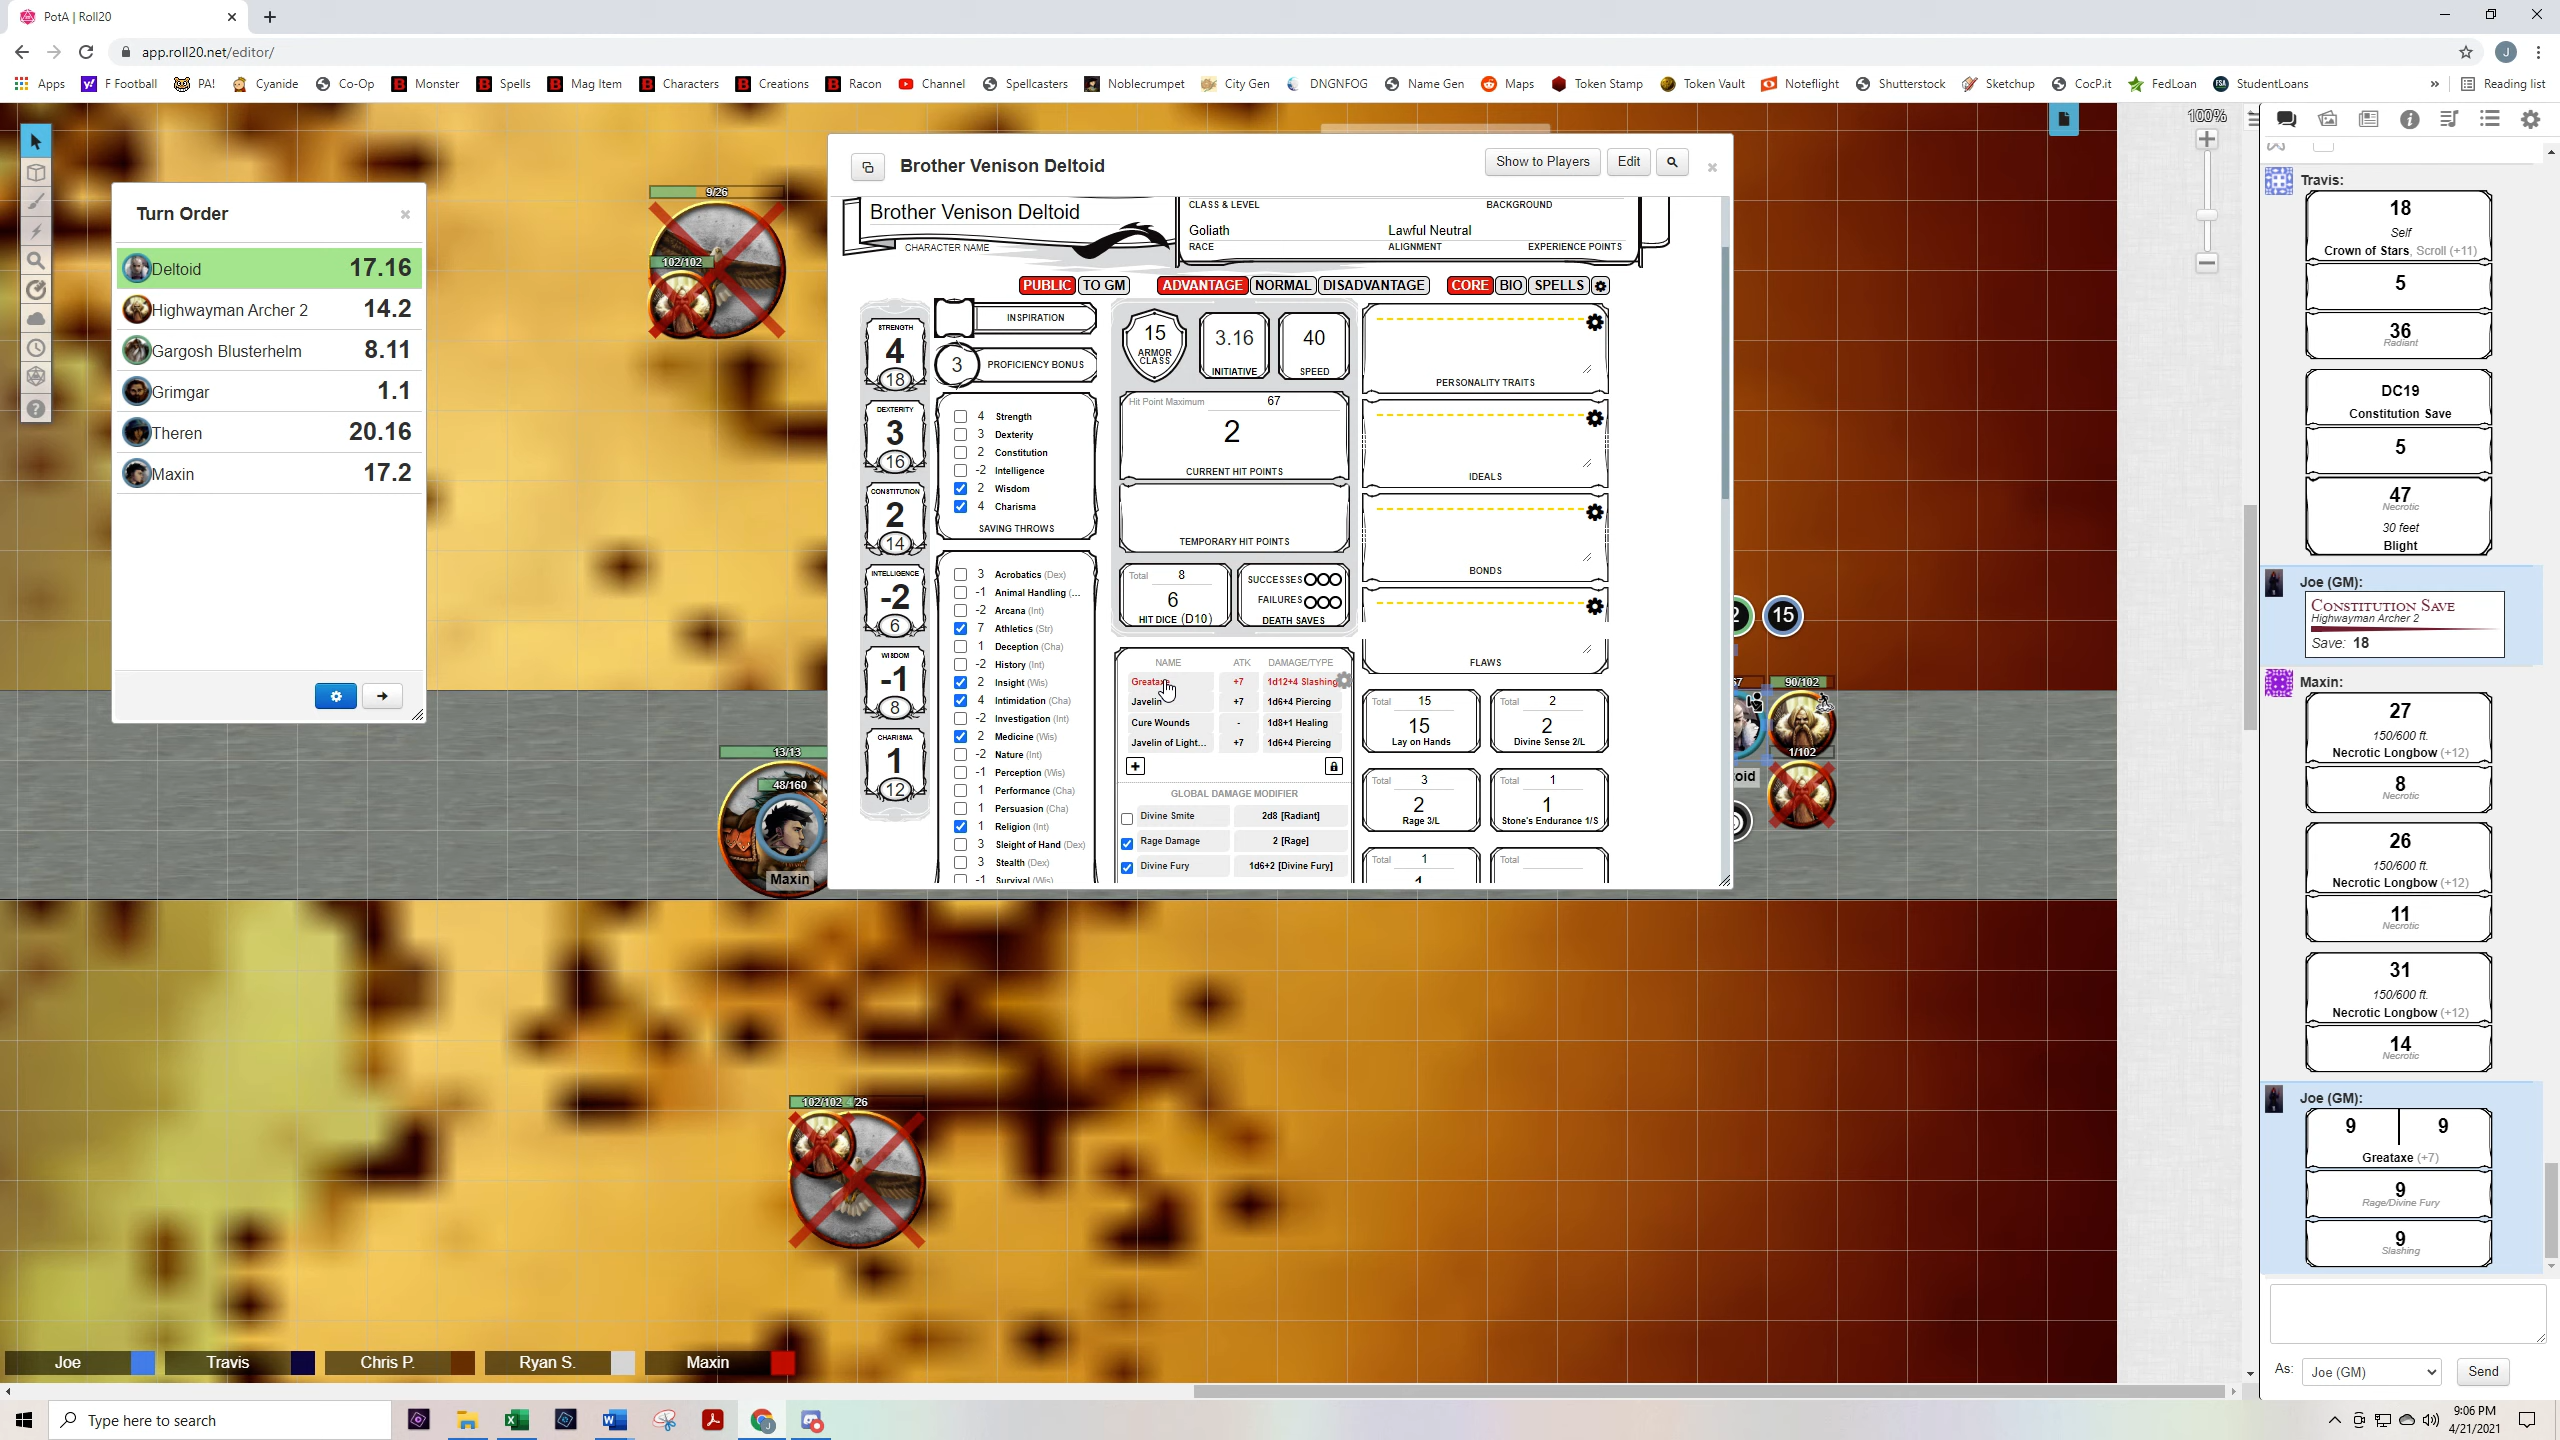 PotA | Roll20
app.roll20.net/editor/
Apps F Football PA! Cyanide Co-Op Monster Spells Mag Item Characters Creations Racon Channel Spellcasters Noblecrumpet City Gen DNGNFOG Name Gen Maps Token Stamp Token Vault Noteflight Shutterstock Sketchup CocP.it FedLoan StudentLoans » Reading list
100%
Turn Order
Deltoid 17.16
Highwayman Archer 2 14.2
Gargosh Blusterhelm 8.11
Grimgar 1.1
Theren 20.16
Maxin 17.2
9/26
102/102
13/13
48/160
Maxin
102/102
4/26
15
90/102
1/102
Brother Venison Deltoid
Show to Players Edit
Brother Venison Deltoid
CHARACTER NAME
CLASS & LEVEL BACKGROUND
Goliath Lawful Neutral
RACE ALIGNMENT EXPERIENCE POINTS
PUBLIC TO GM ADVANTAGE NORMAL DISADVANTAGE CORE BIO SPELLS
STRENGTH
4
18
DEXTERITY
3
16
CONSTITUTION
2
14
INTELLIGENCE
-2
6
WISDOM
-1
8
CHARISMA
1
12
INSPIRATION
3 PROFICIENCY BONUS
4 Strength
3 Dexterity
2 Constitution
-2 Intelligence
2 Wisdom
4 Charisma
SAVING THROWS
3 Acrobatics (Dex)
-1 Animal Handling (...
-2 Arcana (Int)
7 Athletics (Str)
1 Deception (Cha)
-2 History (Int)
2 Insight (Wis)
4 Intimidation (Cha)
-2 Investigation (Int)
2 Medicine (Wis)
-2 Nature (Int)
-1 Perception (Wis)
1 Performance (Cha)
1 Persuasion (Cha)
1 Religion (Int)
3 Sleight of Hand (Dex)
3 Stealth (Dex)
-1 Survival (Wis)
15
ARMOR
CLASS
3.16
INITIATIVE
40
SPEED
Hit Point Maximum 67
2
CURRENT HIT POINTS
TEMPORARY HIT POINTS
Total 8
6
HIT DICE (D10)
SUCCESSES
FAILURES
DEATH SAVES
NAME ATK DAMAGE/TYPE
Greataxe +7 1d12+4 Slashing
Javelin +7 1d6+4 Piercing
Cure Wounds - 1d8+1 Healing
Javelin of Light... +7 1d6+4 Piercing
GLOBAL DAMAGE MODIFIER
Divine Smite 2d8 [Radiant]
Rage Damage 2 [Rage]
Divine Fury 1d6+2 [Divine Fury]
PERSONALITY TRAITS
IDEALS
BONDS
FLAWS
Total 15
15
Lay on Hands
Total 2
2
Divine Sense 2/L
Total 3
2
Rage 3/L
Total 1
1
Stone's Endurance 1/S
Total 1
1
Total
Travis:
18
Self
Crown of Stars, Scroll (+11)
5
36
Radiant
DC19
Constitution Save
5
47
Necrotic
30 feet
Blight
Joe (GM):
CONSTITUTION SAVE
Highwayman Archer 2
Save: 18
Maxin:
27
150/600 ft.
Necrotic Longbow (+12)
8
Necrotic
26
150/600 ft.
Necrotic Longbow (+12)
11
Necrotic
31
150/600 ft.
Necrotic Longbow (+12)
14
Necrotic
Joe (GM):
9 9
Greataxe (+7)
9
Rage/Divine Fury
9
Slashing
As: Joe (GM) Send
Joe Travis Chris P. Ryan S. Maxin
Type here to search
9:06 PM
4/21/2021